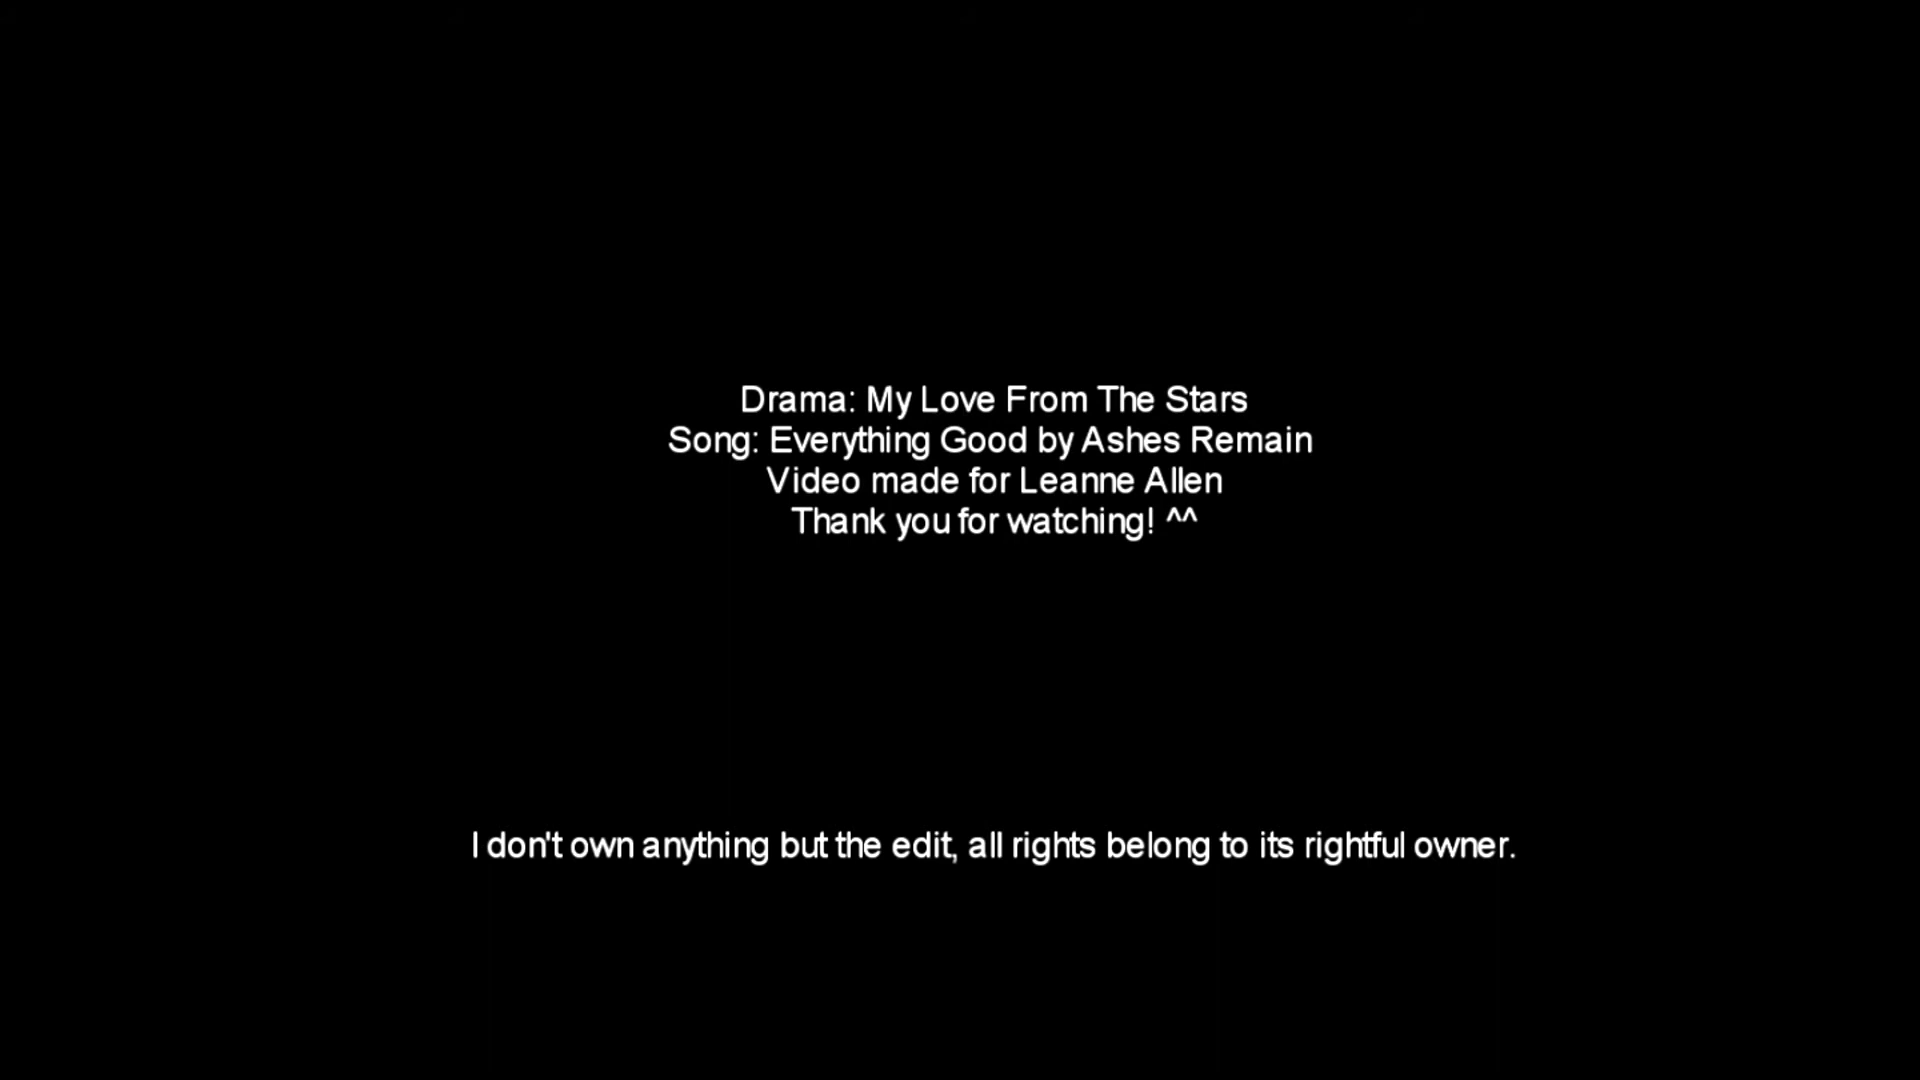 Drama: My Love From The Stars
Song: Everything Good by Ashes Remain
Video made for Leanne Allen
Thank you for watching! ^^
I don't own anything but the edit, all rights belong to its rightful owner.